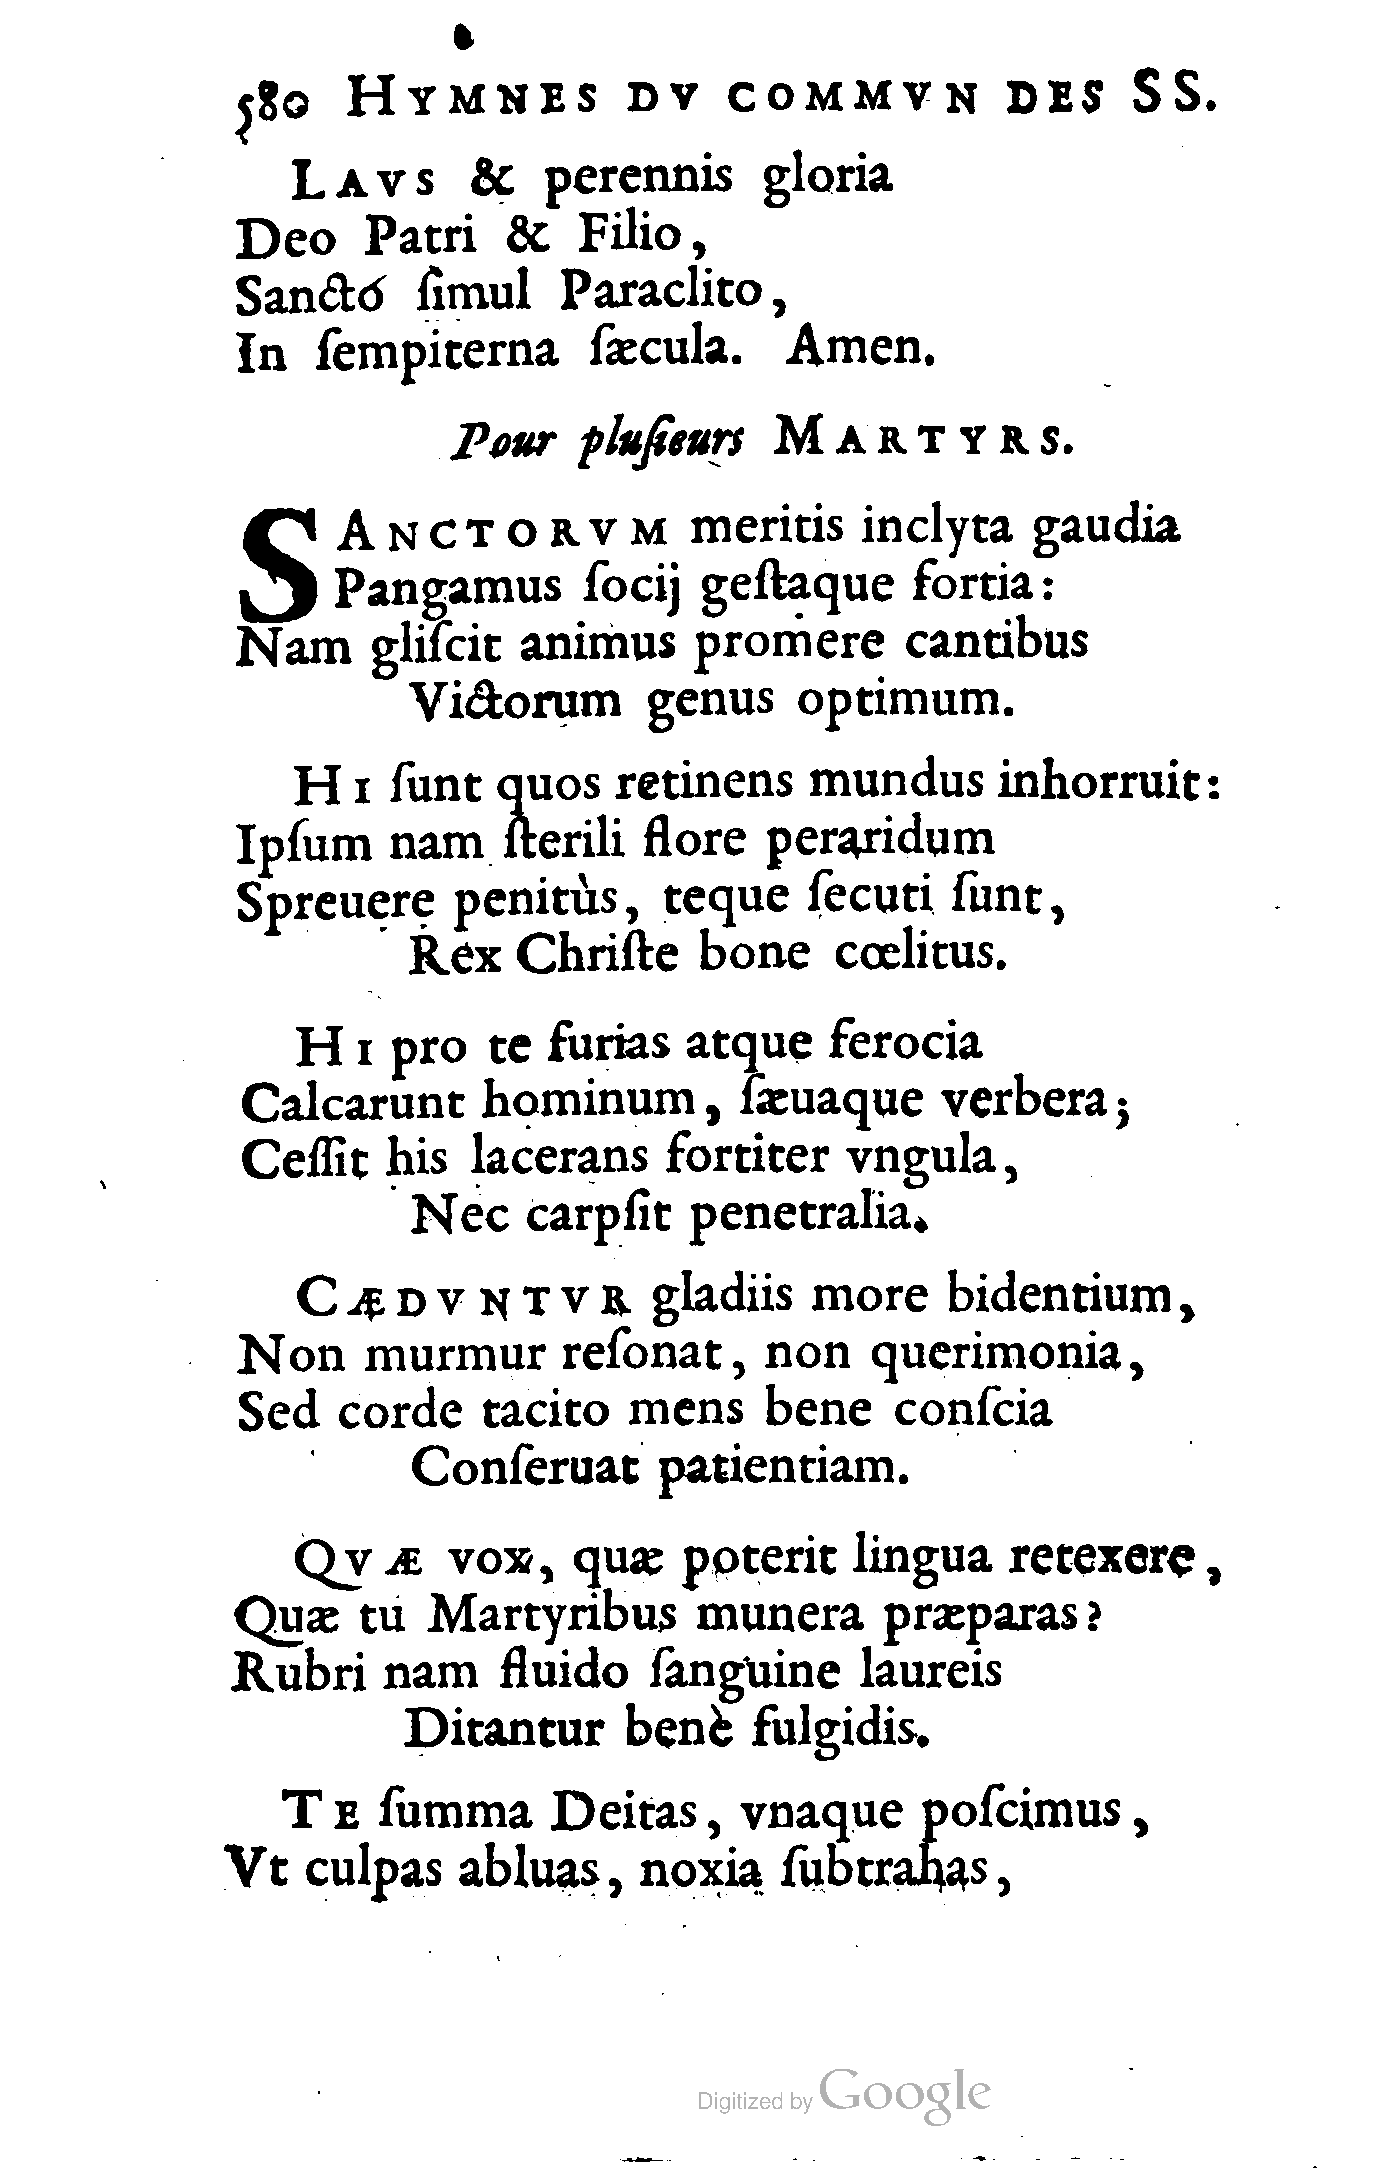 580 HYMNES DV COMMVN DES SS.
LAVS & perennis gloria
Deo Patri & Filio,
Sanctó ſimul Paraclito,
In ſempiterna ſæcula. Amen.
Pour pluſieurs MARTYRS.
SANCTORVM meritis inclyta gaudia
Pangamus ſocij geſtaque fortia:
Nam gliſcit animus promere cantibus
Victorum genus optimum.
HI ſunt quos retinens mundus inhorruit:
Ipſum nam ſterili flore peraridum
Spreuere penitùs, teque ſecuti ſunt,
Rex Chriſte bone cœlitus.
HI pro te furias atque ferocia
Calcarunt hominum, ſæuaque verbera;
Ceſſit his lacerans fortiter vngula,
Nec carpſit penetralia.
CÆDVNTVR gladiis more bidentium,
Non murmur reſonat, non querimonia,
Sed corde tacito mens bene conſcia
Conſeruat patientiam.
QVÆ vox, quæ poterit lingua retexere,
Quæ tu Martyribus munera præparas?
Rubri nam fluido ſanguine laureis
Ditantur benè fulgidis.
TE ſumma Deitas, vnaque poſcimus,
Vt culpas abluas, noxia ſubtrahas,
Digitized by Google